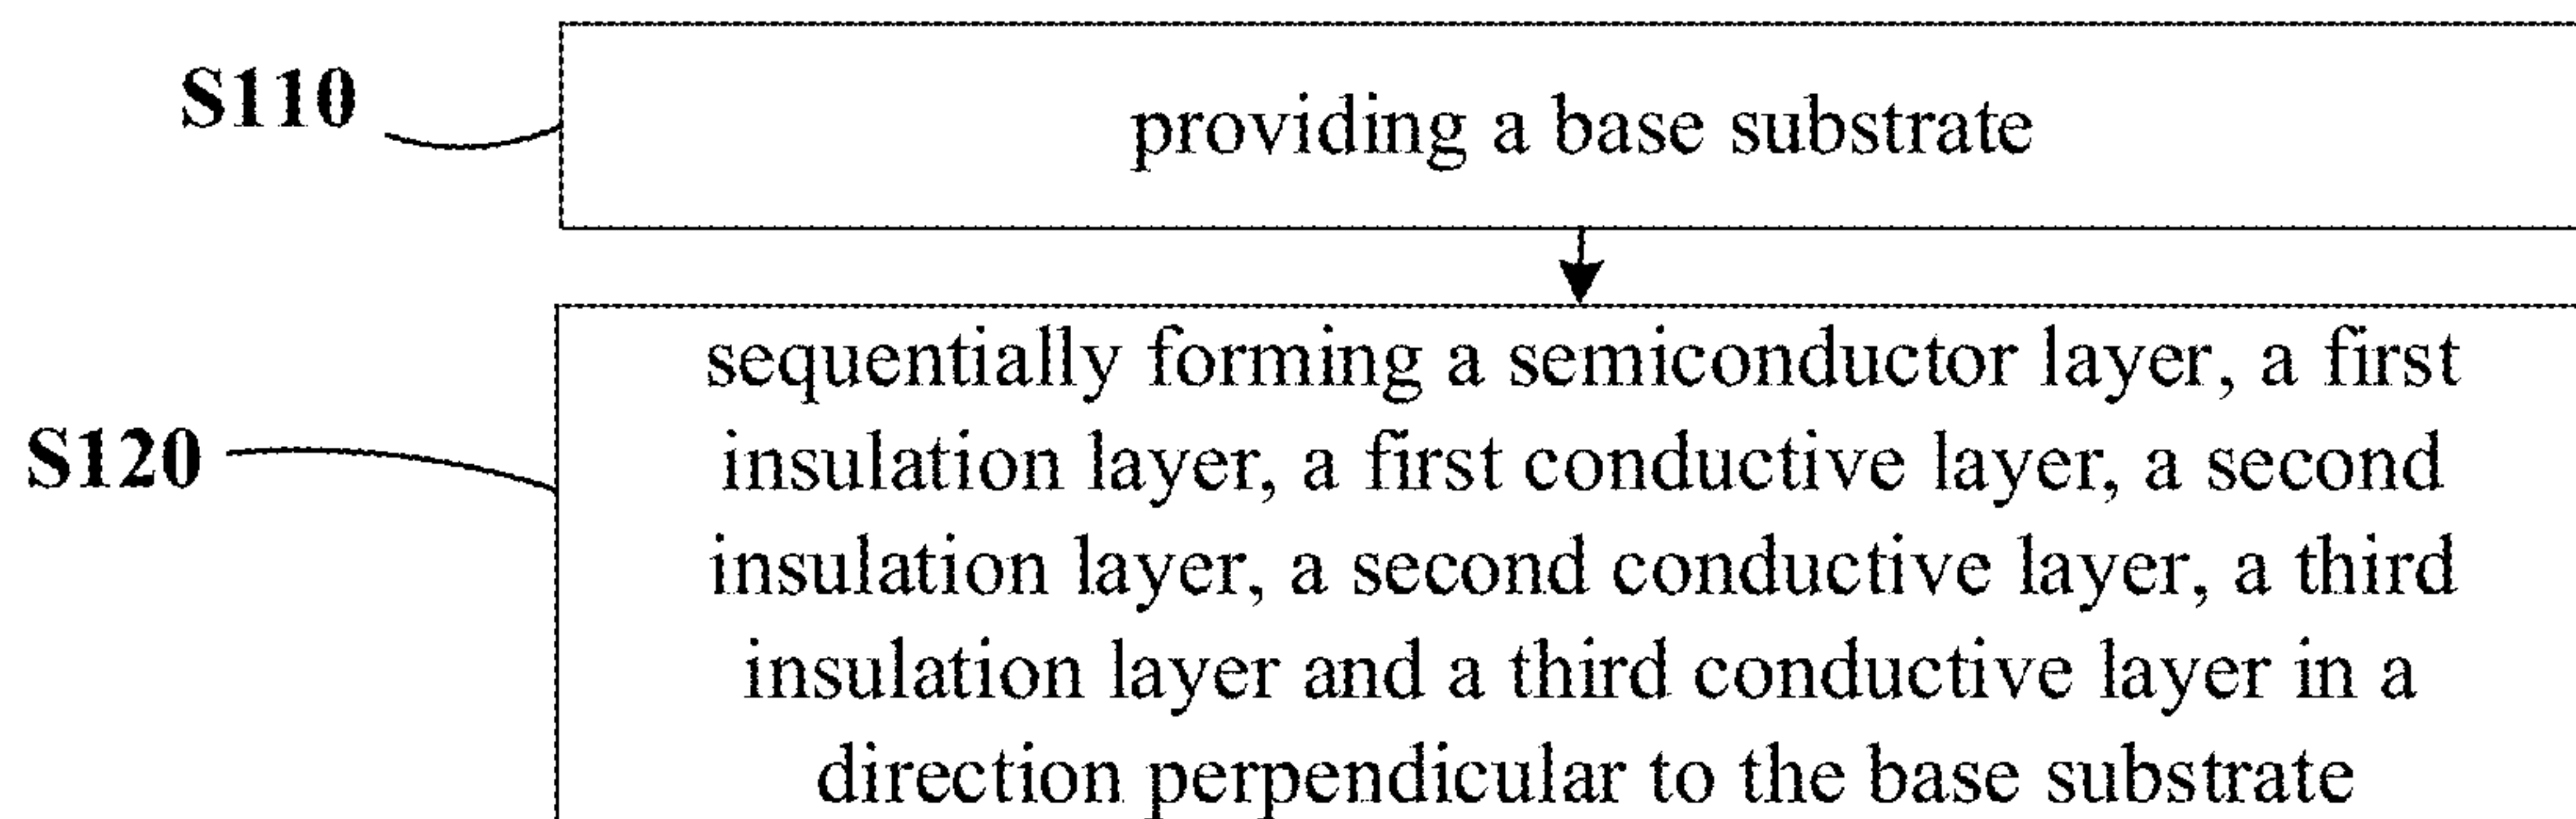 S110
providing a base substrate
S120
sequentially forming a semiconductor layer, a first
insulation layer, a first conductive layer, a second
insulation layer, a second conductive layer, a third
insulation layer and a third conductive layer in a
direction perpendicular to the base substrate